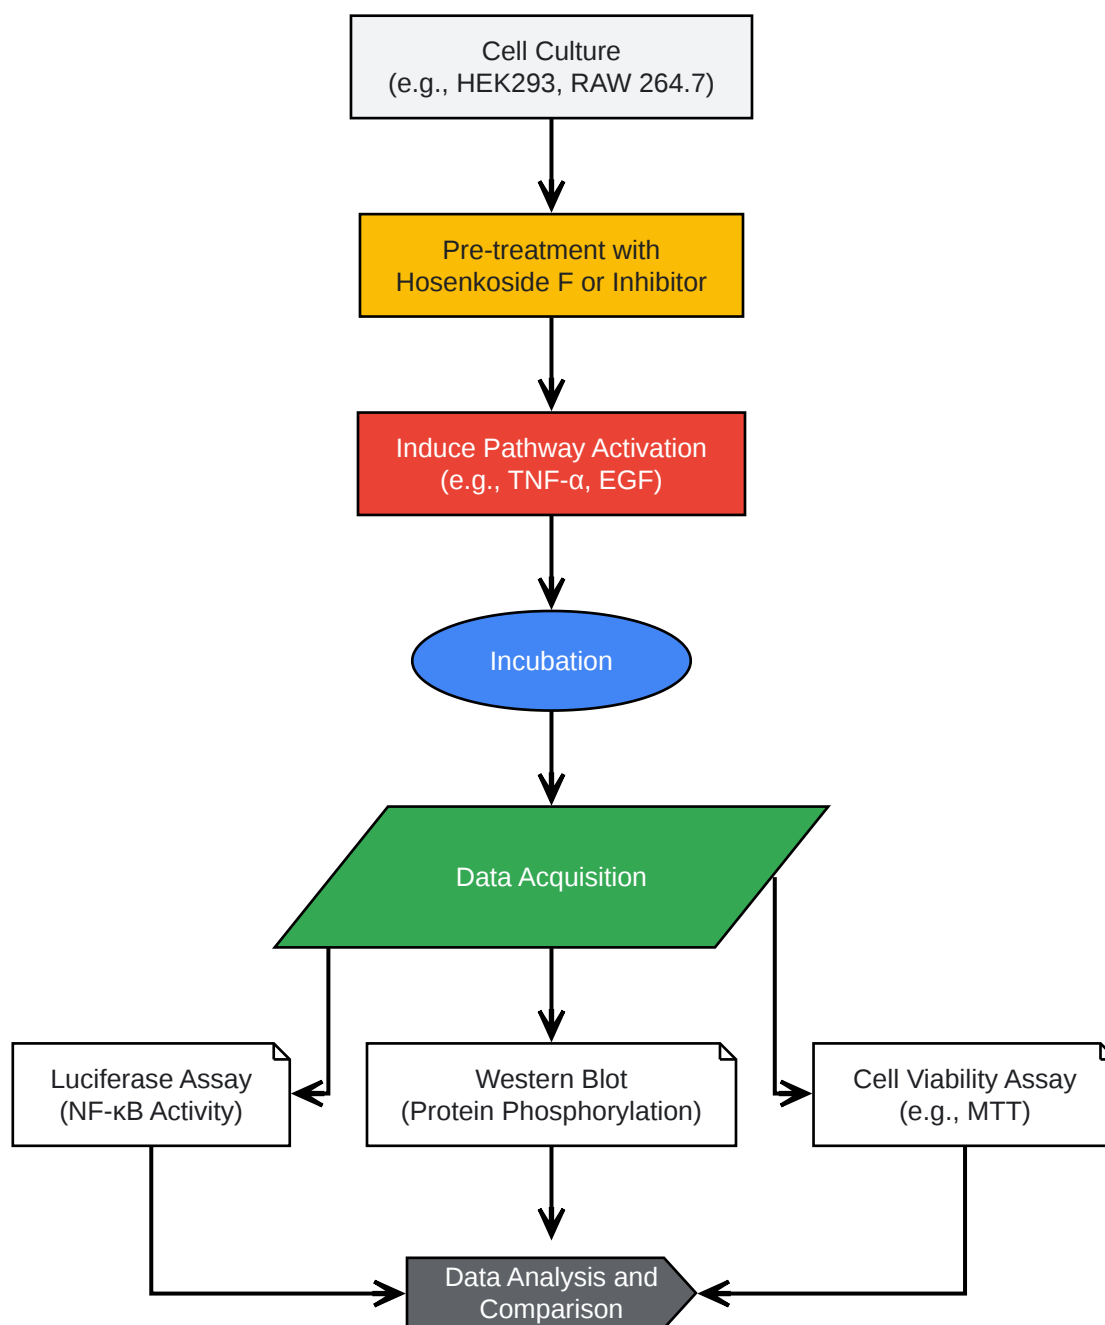 Cell Culture
(e.g., HEK293, RAW 264.7)
Pre-treatment with
Hosenkoside F or Inhibitor
Induce Pathway Activation
(e.g., TNF-α, EGF)
Incubation
Data Acquisition
Luciferase Assay
(NF-κB Activity)
Western Blot
(Protein Phosphorylation)
Cell Viability Assay
(e.g., MTT)
Data Analysis and
Comparison